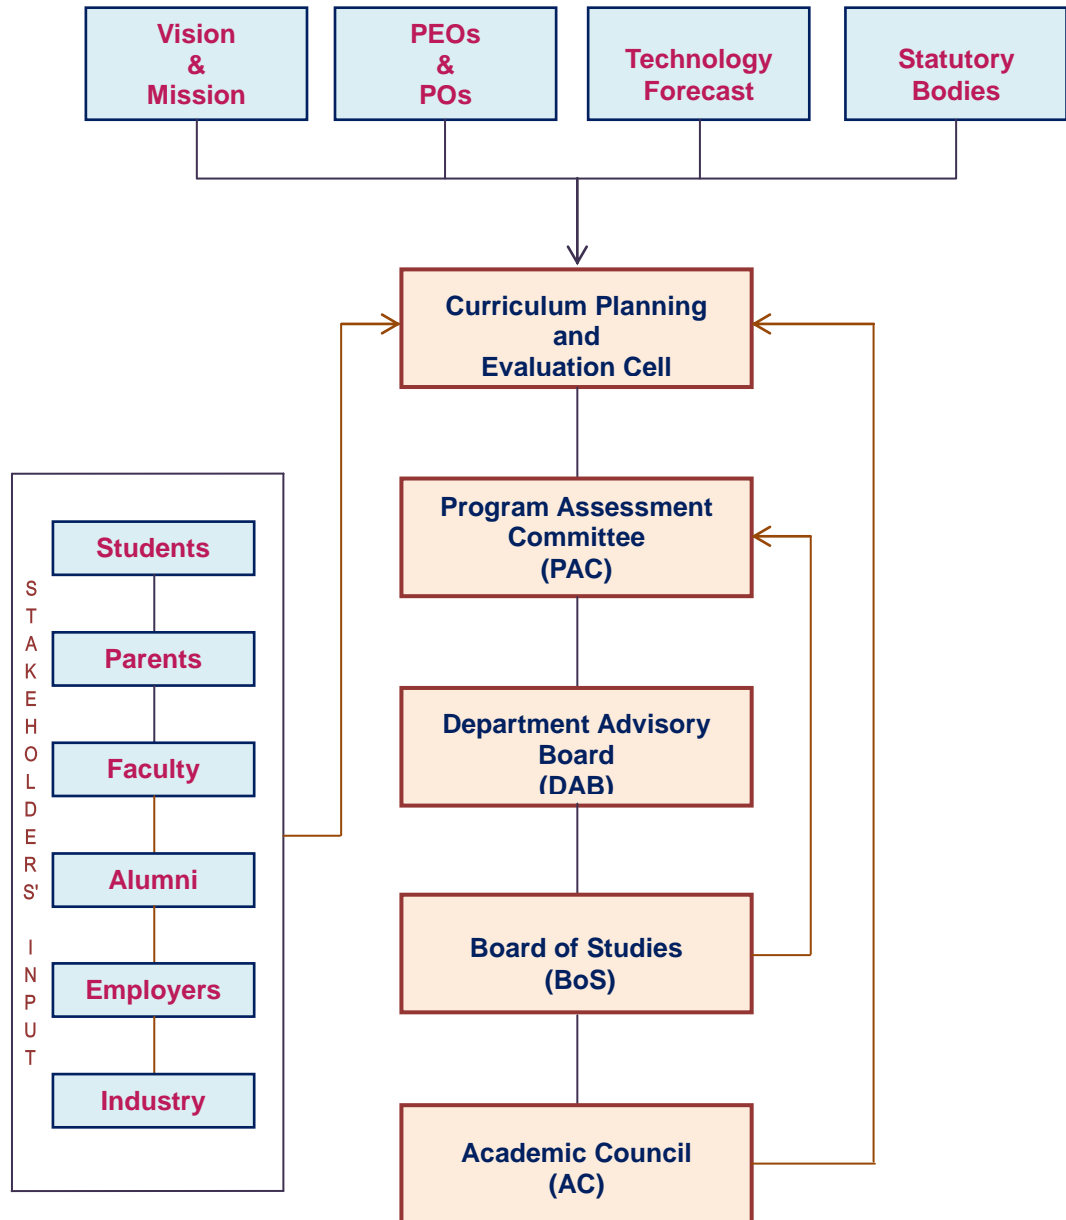 Vision
&
Mission
PEOs
&
POs
Technology
Forecast
Statutory
Bodies
Curriculum Planning
and
Evaluation Cell
Program Assessment
Committee
(PAC)
Department Advisory
Board
(DAB)
Board of Studies
(BoS)
Academic Council
(AC)
STAKEHOLDERS' INPUT
Students
Parents
Faculty
Alumni
Employers
Industry